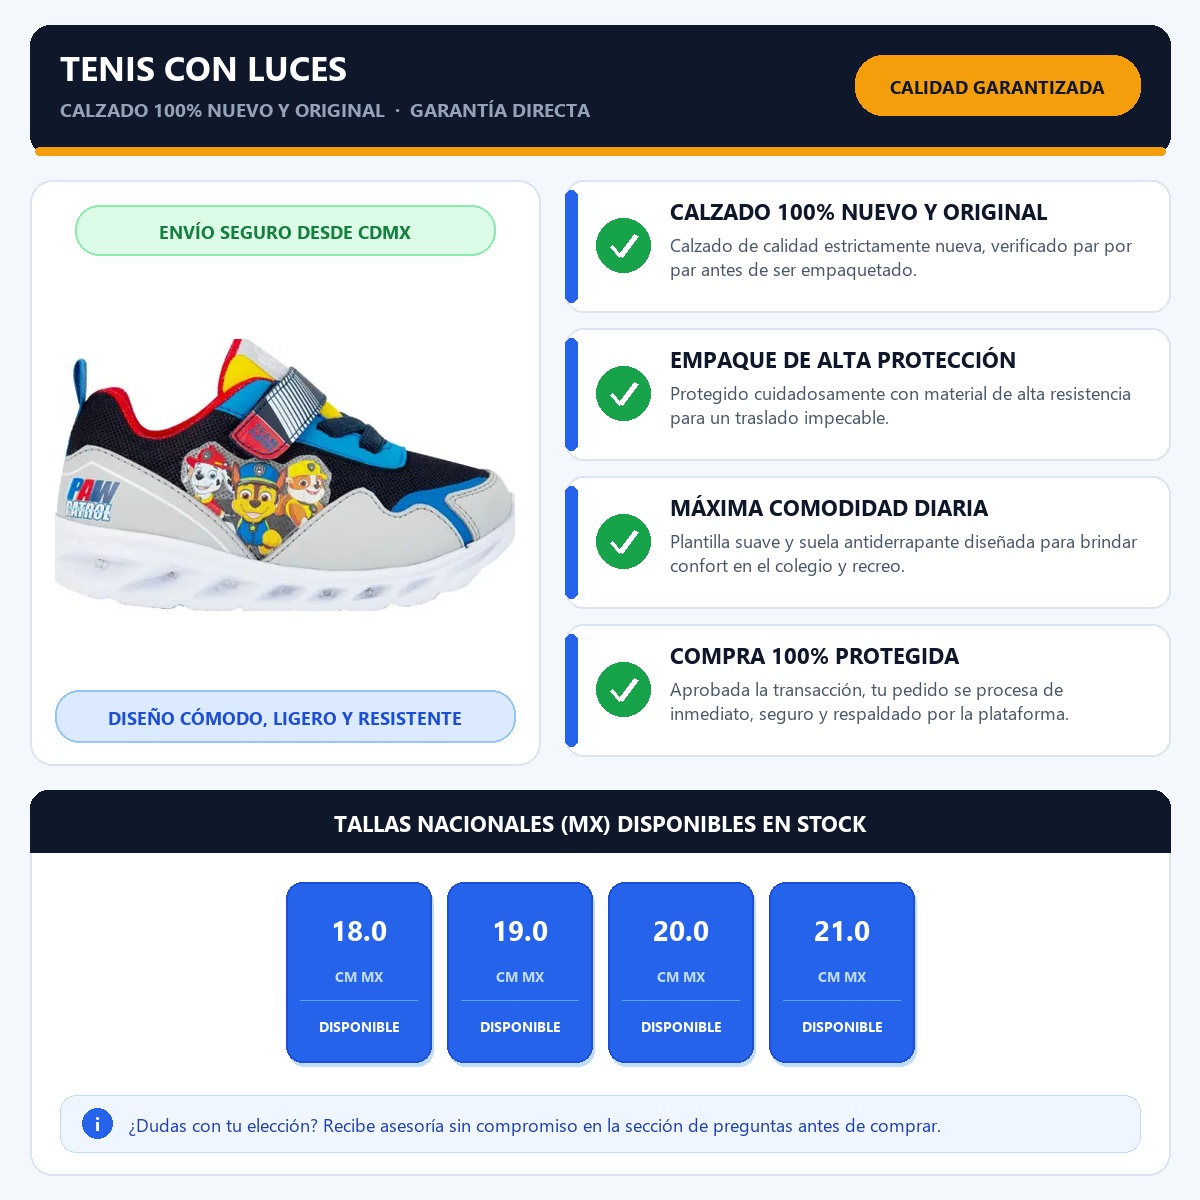 TENIS CON LUCES
CALZADO 100% NUEVO Y ORIGINAL · GARANTÍA DIRECTA
CALIDAD GARANTIZADA
ENVÍO SEGURO DESDE CDMX
PAW
PATROL
DISEÑO CÓMODO, LIGERO Y RESISTENTE
CALZADO 100% NUEVO Y ORIGINAL
Calzado de calidad estrictamente nueva, verificado par por
par antes de ser empaquetado.
EMPAQUE DE ALTA PROTECCIÓN
Protegido cuidadosamente con material de alta resistencia
para un traslado impecable.
MÁXIMA COMODIDAD DIARIA
Plantilla suave y suela antiderrapante diseñada para brindar
confort en el colegio y recreo.
COMPRA 100% PROTEGIDA
Aprobada la transacción, tu pedido se procesa de
inmediato, seguro y respaldado por la plataforma.
TALLAS NACIONALES (MX) DISPONIBLES EN STOCK
18.0
CM MX
DISPONIBLE
19.0
CM MX
DISPONIBLE
20.0
CM MX
DISPONIBLE
21.0
CM MX
DISPONIBLE
¿Dudas con tu elección? Recibe asesoría sin compromiso en la sección de preguntas antes de comprar.